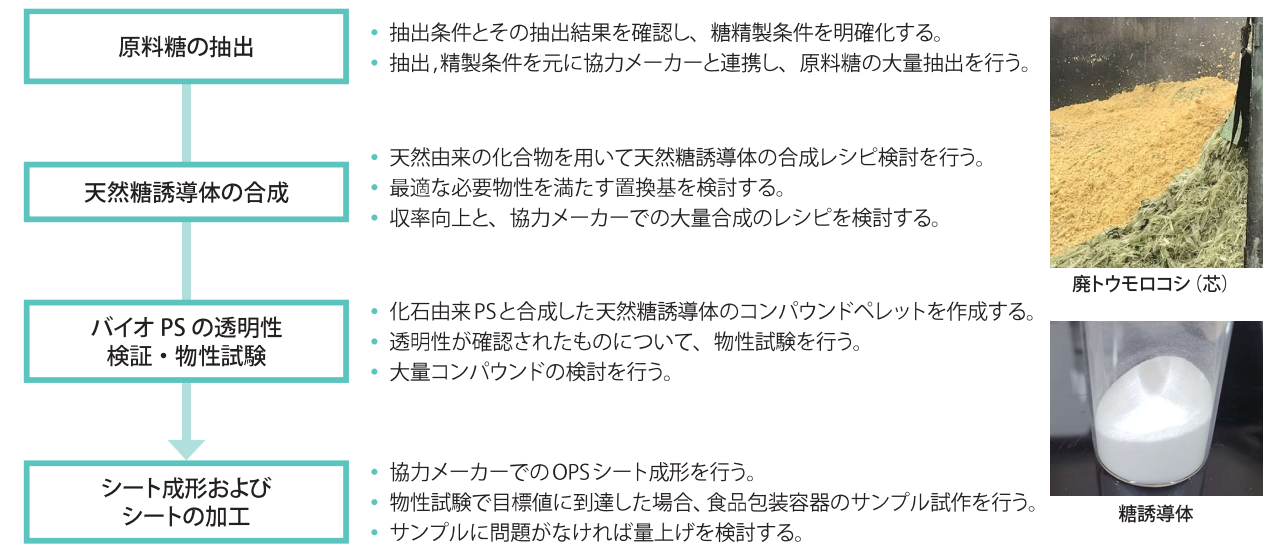 原料糖の抽出
・抽出条件とその抽出結果を確認し、糖精製条件を明確化する。
・抽出,精製条件を元に協力メーカーと連携し、原料糖の大量抽出を行う。
天然糖誘導体の合成
・天然由来の化合物を用いて天然糖誘導体の合成レシピ検討を行う。
・最適な必要物性を満たす置換基を検討する。
・収率向上と、協力メーカーでの大量合成のレシピを検討する。
バイオ PS の透明性
検証・物性試験
・化石由来 PSと合成した天然糖誘導体のコンパウンドペレットを作成する。
・透明性が確認されたものについて、物性試験を行う。
・大量コンパウンドの検討を行う。
シート成形および
シートの加工
・協力メーカーでのOPSシート成形を行う。
・物性試験で目標値に到達した場合、食品包装容器のサンプル試作を行う。
・サンプルに問題がなければ量上げを検討する。
廃トウモロコシ（芯）
糖誘導体